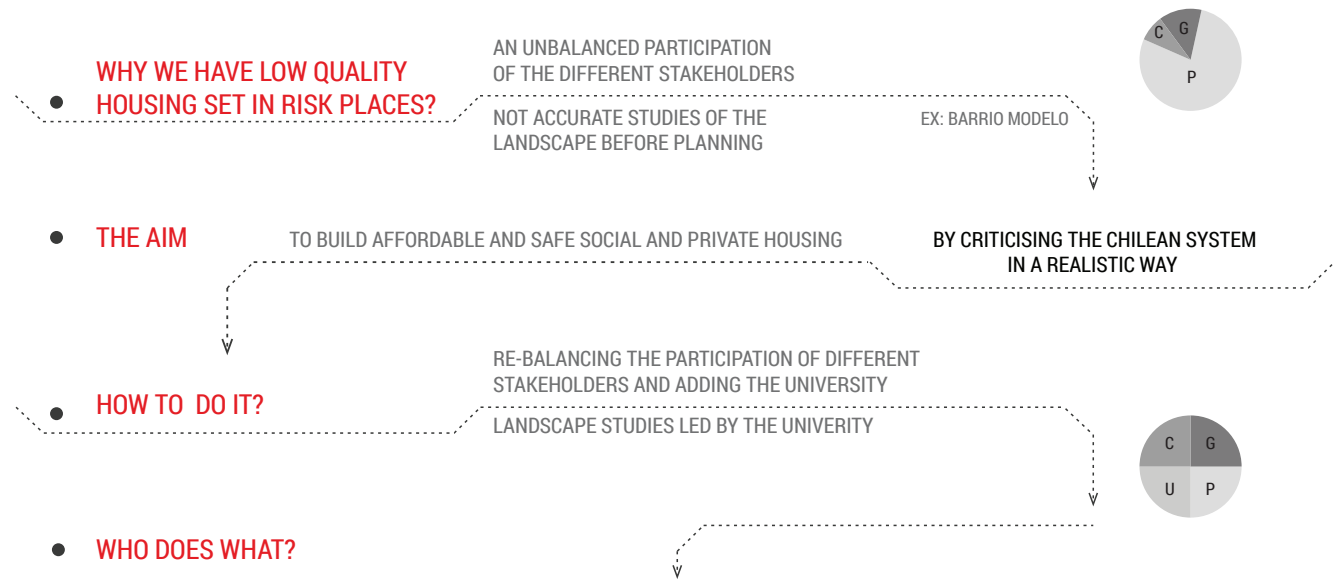 WHY WE HAVE LOW QUALITY
HOUSING SET IN RISK PLACES?
AN UNBALANCED PARTICIPATION
OF THE DIFFERENT STAKEHOLDERS
NOT ACCURATE STUDIES OF THE
LANDSCAPE BEFORE PLANNING
EX: BARRIO MODELO
C G
P
THE AIM
TO BUILD AFFORDABLE AND SAFE SOCIAL AND PRIVATE HOUSING
BY CRITICISING THE CHILEAN SYSTEM
IN A REALISTIC WAY
HOW TO DO IT?
RE-BALANCING THE PARTICIPATION OF DIFFERENT
STAKEHOLDERS AND ADDING THE UNIVERSITY
LANDSCAPE STUDIES LED BY THE UNIVERITY
C G
U P
WHO DOES WHAT?